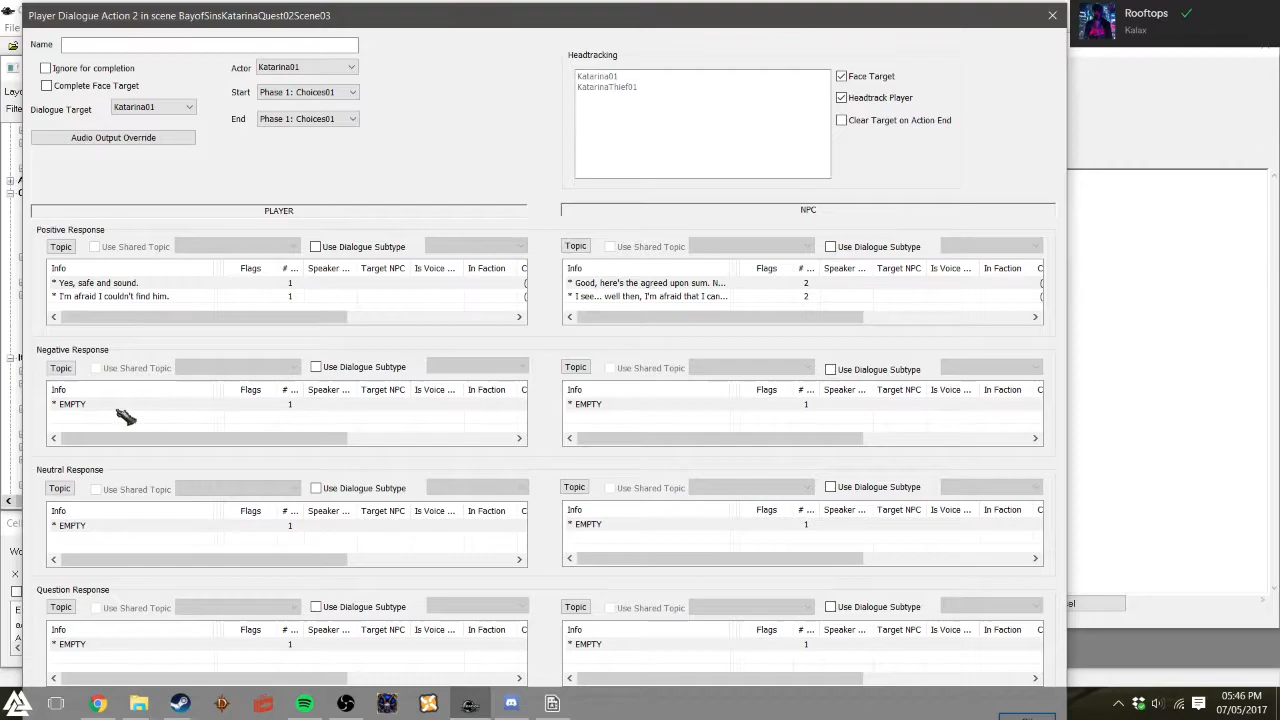 Player Dialogue Action 2 in scene BayofSinsKatarinaQuest02Scene03
Rooftops
Kalax
Name
Ignore for completion
Actor
Katarina01
Complete Face Target
Start
Phase 1: Choices01
Dialogue Target
Katarina01
End
Phase 1: Choices01
Audio Output Override
Headtracking
Katarina01
KatarinaThief01
Face Target
Headtrack Player
Clear Target on Action End
PLAYER
NPC
Positive Response
Topic Use Shared Topic Use Dialogue Subtype
Topic Use Shared Topic Use Dialogue Subtype
Info Flags # ... Speaker ... Target NPC Is Voice ... In Faction C
Info Flags # ... Speaker ... Target NPC Is Voice ... In Faction C
* Yes, safe and sound. 1 (
* Good, here's the agreed upon sum. N... 2 (
* I'm afraid I couldn't find him. 1 (
* I see... well then, I'm afraid that I can... 2 (
Negative Response
Topic Use Shared Topic Use Dialogue Subtype
Topic Use Shared Topic Use Dialogue Subtype
Info Flags # ... Speaker ... Target NPC Is Voice ... In Faction C
Info Flags # ... Speaker ... Target NPC Is Voice ... In Faction C
* EMPTY 1
* EMPTY 1
Neutral Response
Topic Use Shared Topic Use Dialogue Subtype
Topic Use Shared Topic Use Dialogue Subtype
Info Flags # ... Speaker ... Target NPC Is Voice ... In Faction C
Info Flags # ... Speaker ... Target NPC Is Voice ... In Faction C
* EMPTY 1
* EMPTY 1
Question Response
Topic Use Shared Topic Use Dialogue Subtype
Topic Use Shared Topic Use Dialogue Subtype
Info Flags # ... Speaker ... Target NPC Is Voice ... In Faction C
Info Flags # ... Speaker ... Target NPC Is Voice ... In Faction C
* EMPTY 1
* EMPTY 1
File
Layo
Filte
Cell
Wo
el
05:46 PM
07/05/2017